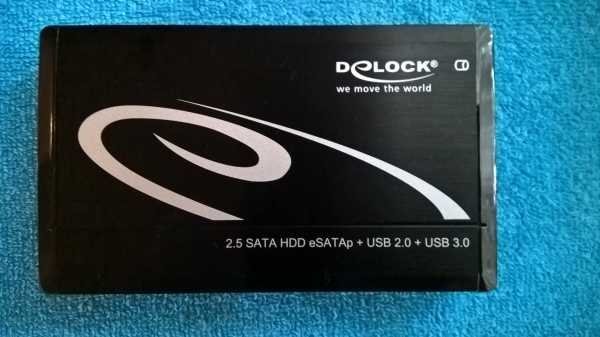 DeLOCK®
we move the world
2.5 SATA HDD eSATAp + USB 2.0 + USB 3.0